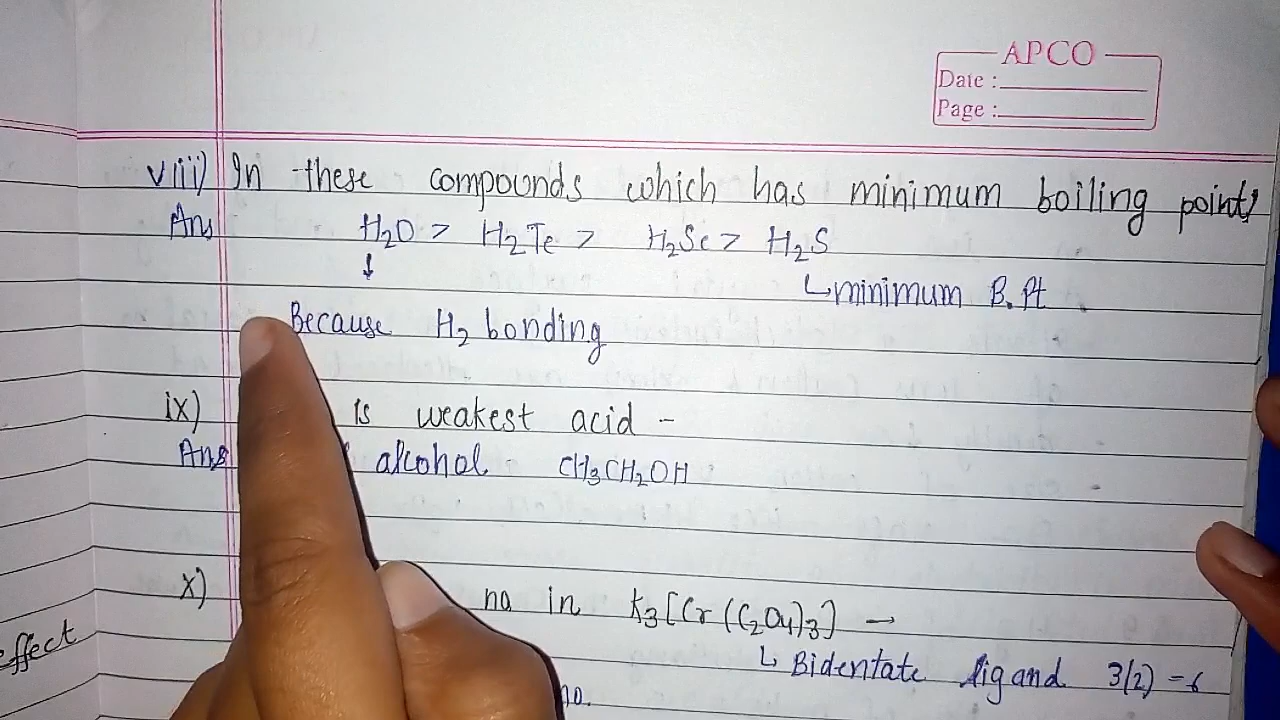 APCO
Date :
Page :
viii) In these compounds which has minimum boiling point
Ans H2O > H2Te > H2Se > H2S
↓ ↳minimum B.Pt.
Because H2 bonding
ix) is weakest acid -
Ans alcohol CH3CH2OH
x) no in K3[Cr(C2O4)3] →
ffect
↳ Bidentate ligand 3(2) = 6
no.